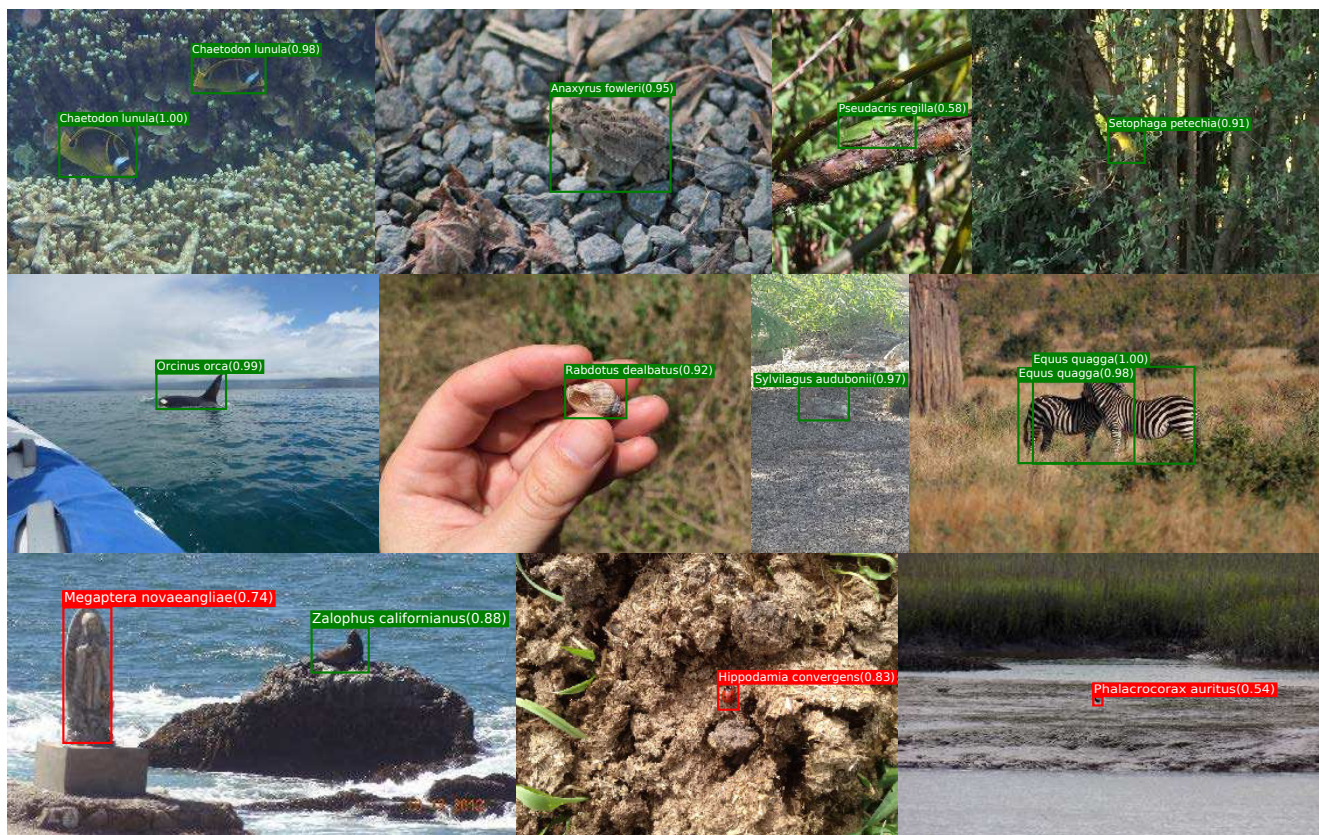 Chaetodon lunula(0.98)
Chaetodon lunula(1.00)
Anaxyrus fowleri(0.95)
Pseudacris regilla(0.58)
Setophaga petechia(0.91)
Orcinus orca(0.99)
Rabdotus dealbatus(0.92)
Sylvilagus audubonii(0.97)
Equus quagga(1.00)
Equus quagga(0.98)
Megaptera novaeangliae(0.74)
Zalophus californianus(0.88)
Hippodamia convergens(0.83)
Phalacrocorax auritus(0.54)